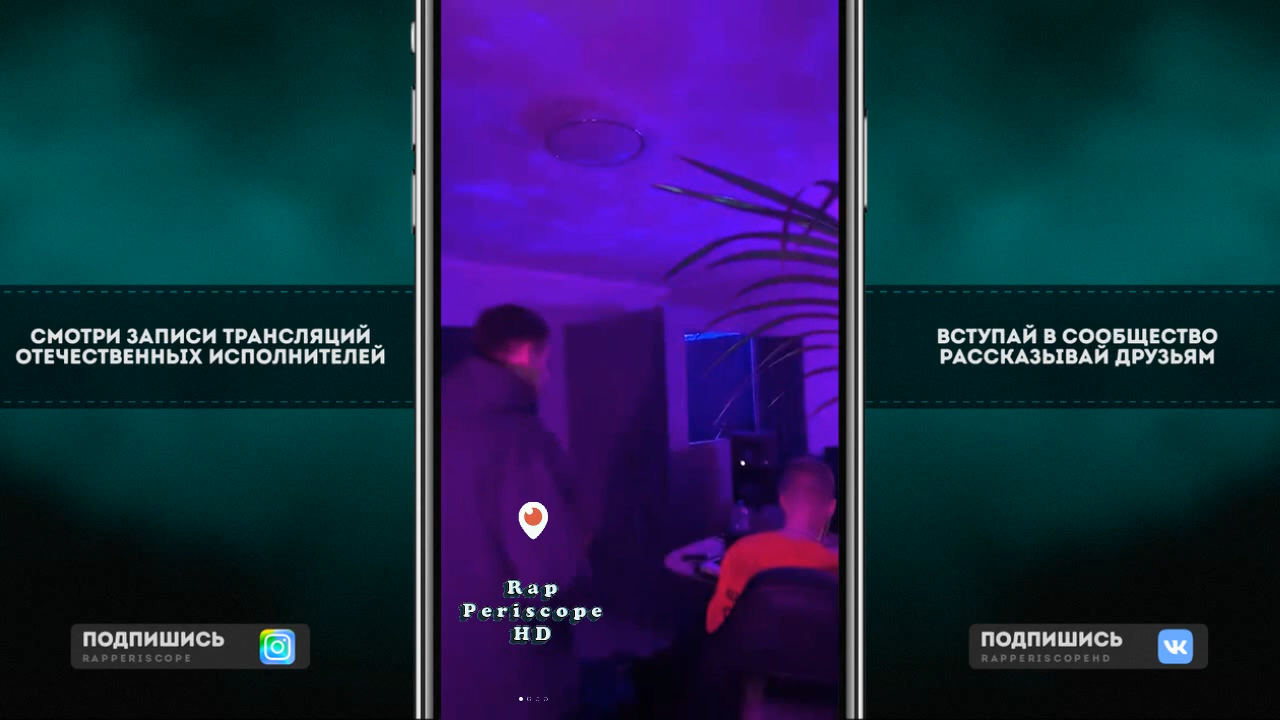 СМОТРИ ЗАПИСИ ТРАНСЛЯЦИЙ
ОТЕЧЕСТВЕННЫХ ИСПОЛНИТЕЛЕЙ
ВСТУПАЙ В СООБЩЕСТВО
РАССКАЗЫВАЙ ДРУЗЬЯМ
Rap
Periscope
HD
ПОДПИШИСЬ
RAPPERISCOPE
ПОДПИШИСЬ
RAPPERISCOPEHD